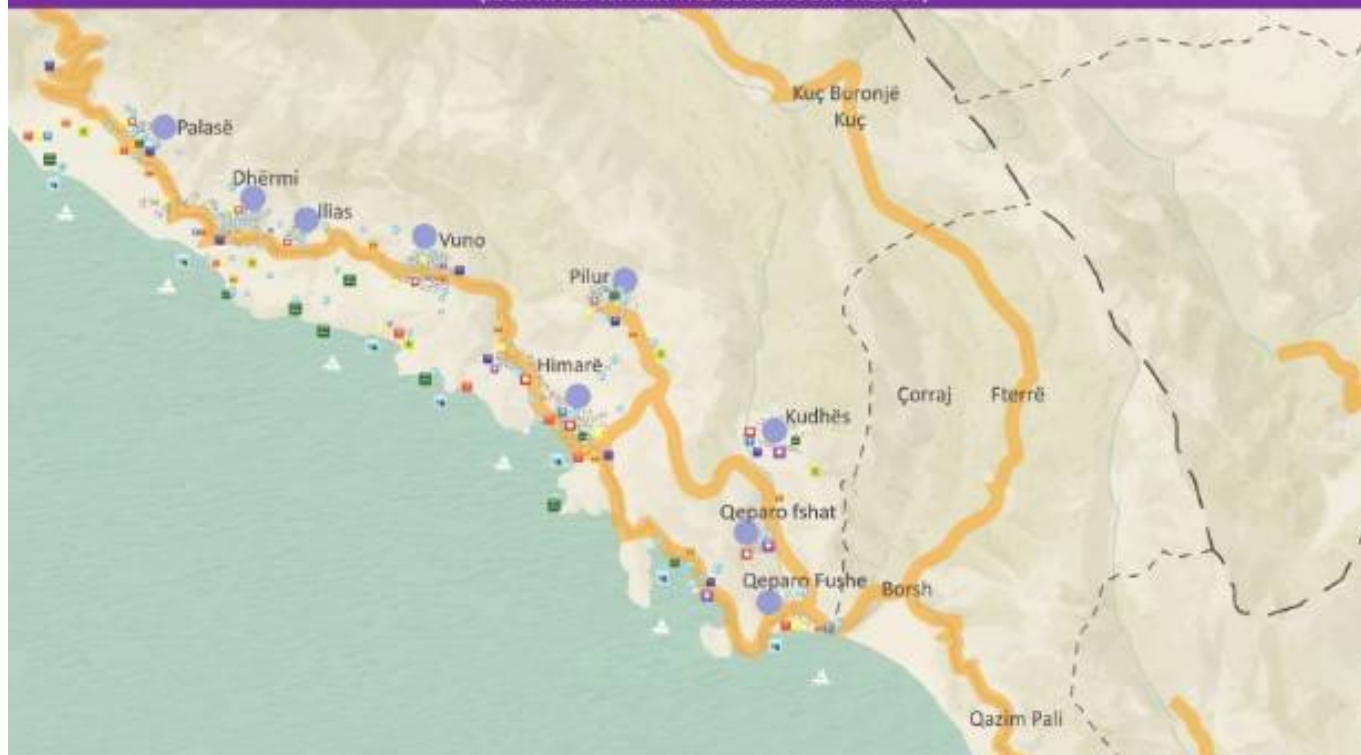 Kuç Buronjë
Kuç
Palasë
Dhërmi
Ilias
Vuno
Pilur
Himarë
Çorraj
Fterrë
Kudhës
Qeparo fshat
Qeparo Fushe
Borsh
Qazim Pali